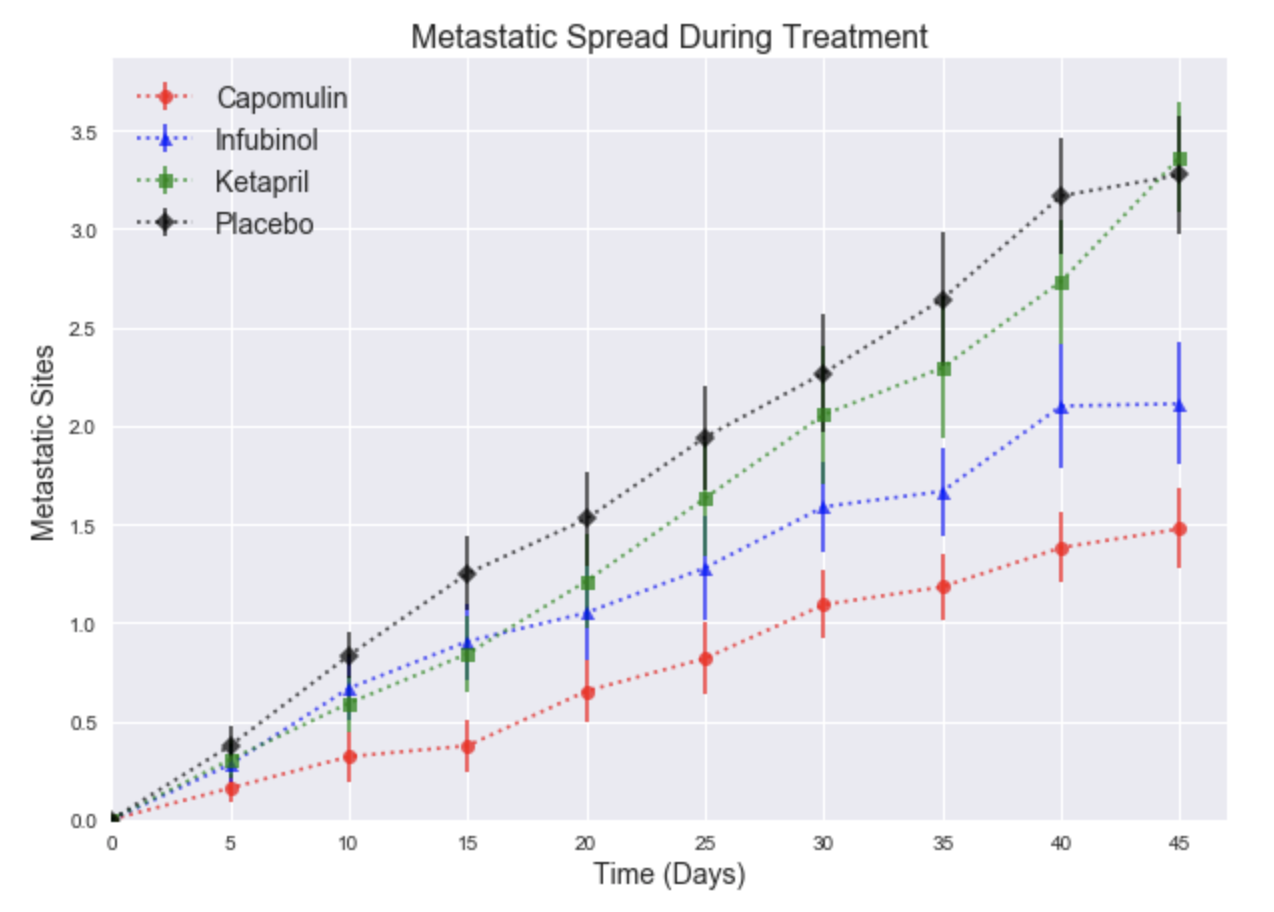 Metastatic Spread During Treatment
Capomulin
Infubinol
Ketapril
Placebo
3.5
3.0
2.5
2.0
1.5
1.0
0.5
0.0
Metastatic Sites
0 5 10 15 20 25 30 35 40 45
Time (Days)